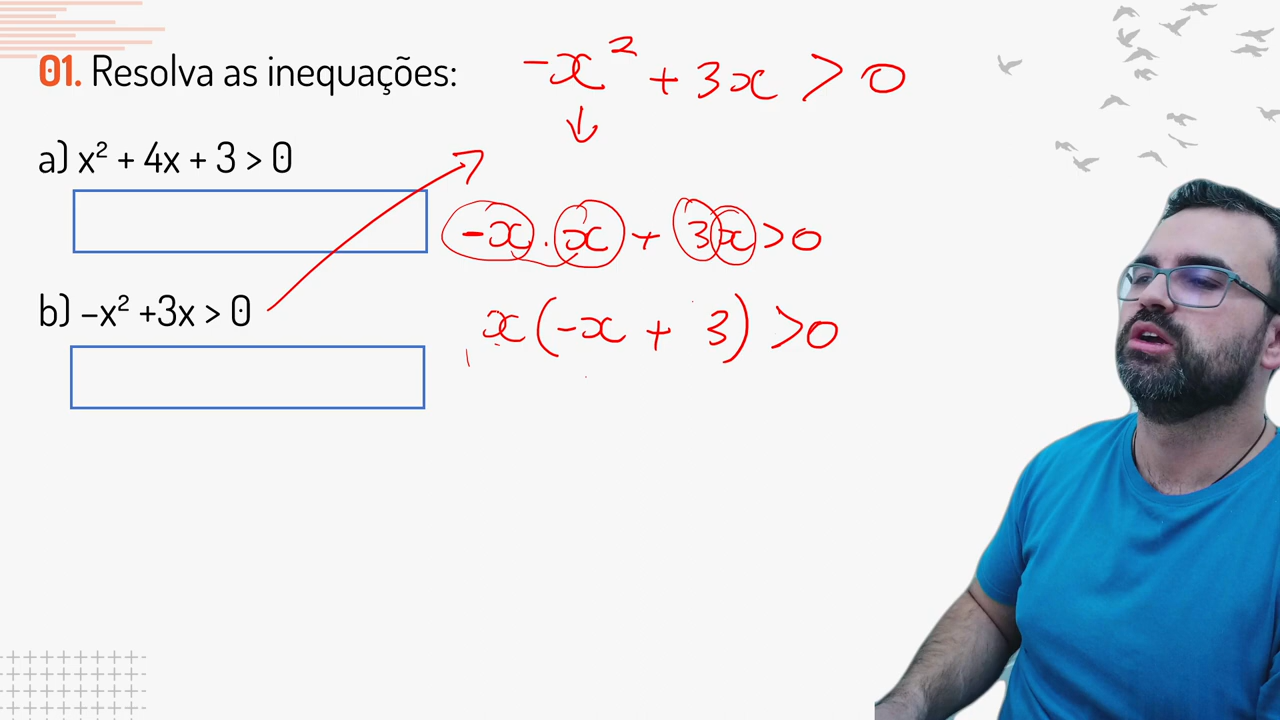 01. Resolva as inequações:
-x² + 3x > 0
a) x² + 4x + 3 > 0
-x . x + 3x > 0
b) –x² +3x > 0
x(-x + 3) > 0